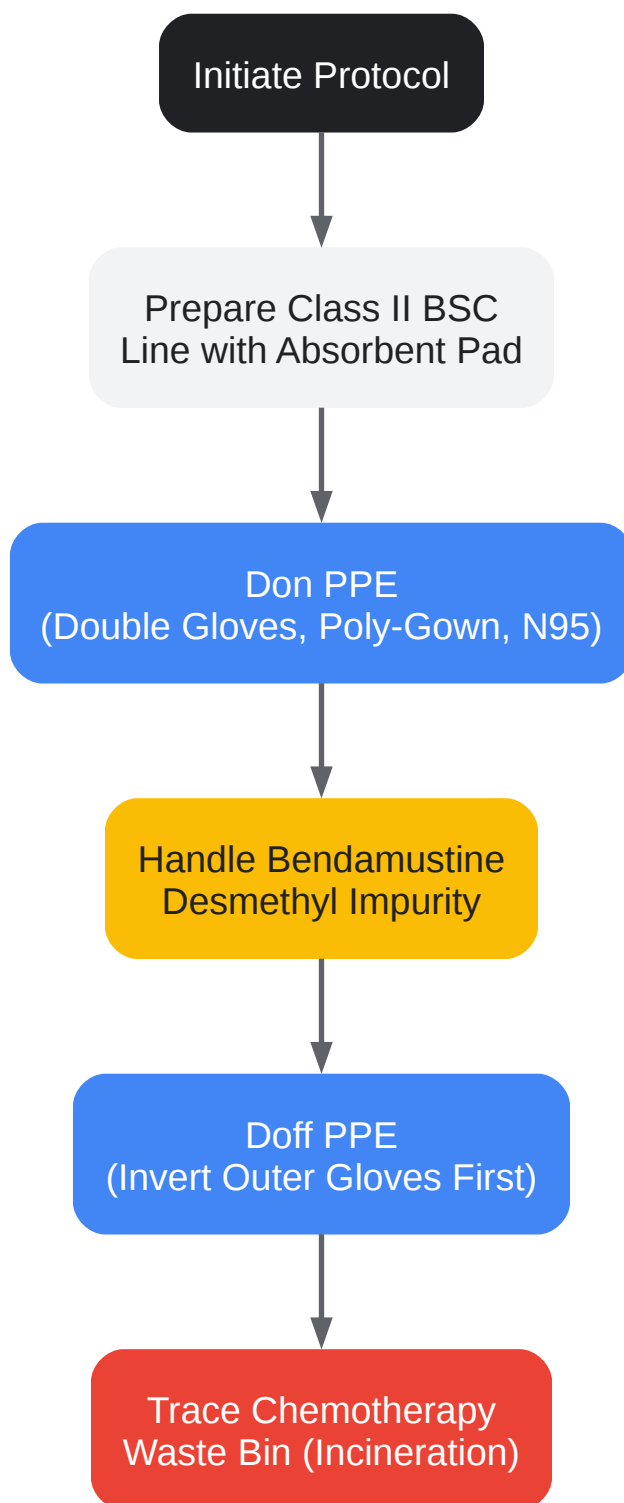 Initiate Protocol
Prepare Class II BSC
Line with Absorbent Pad
Don PPE
(Double Gloves, Poly-Gown, N95)
Handle Bendamustine
Desmethyl Impurity
Doff PPE
(Invert Outer Gloves First)
Trace Chemotherapy
Waste Bin (Incineration)